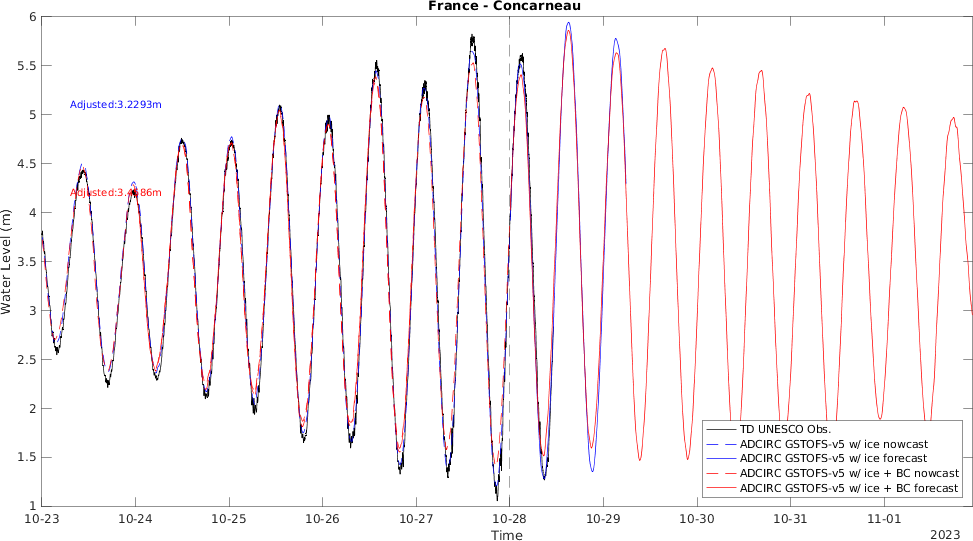 France - Concarneau
6
5.5
5
4.5
4
3.5
3
2.5
2
1.5
1
Water Level (m)
Adjusted:3.2293m
TD UNESCO Obs.
ADCIRC GSTOFS-v5 w/ ice nowcast
ADCIRC GSTOFS-v5 w/ ice forecast
ADCIRC GSTOFS-v5 w/ ice + BC nowcast
ADCIRC GSTOFS-v5 w/ ice + BC forecast
10-23 10-24 10-25 10-26 10-27 10-28 10-29 10-30 10-31 11-01
Time
2023